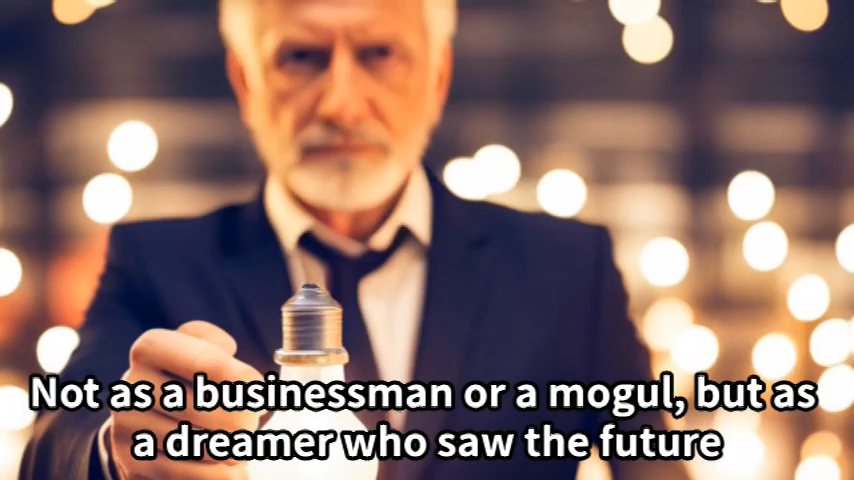 Not as a businessman or a mogul, but as
a dreamer who saw the future